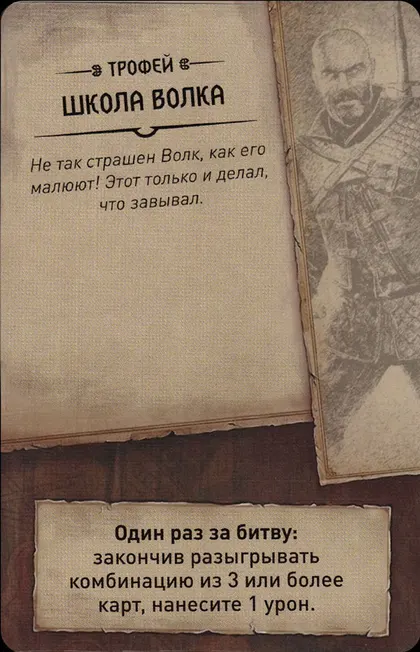 ТРОФЕЙ
ШКОЛА ВОЛКА
Не так страшен Волк, как его
малюют! Этот только и делал,
что завывал.
Один раз за битву:
закончив разыгрывать
комбинацию из 3 или более
карт, нанесите 1 урон.